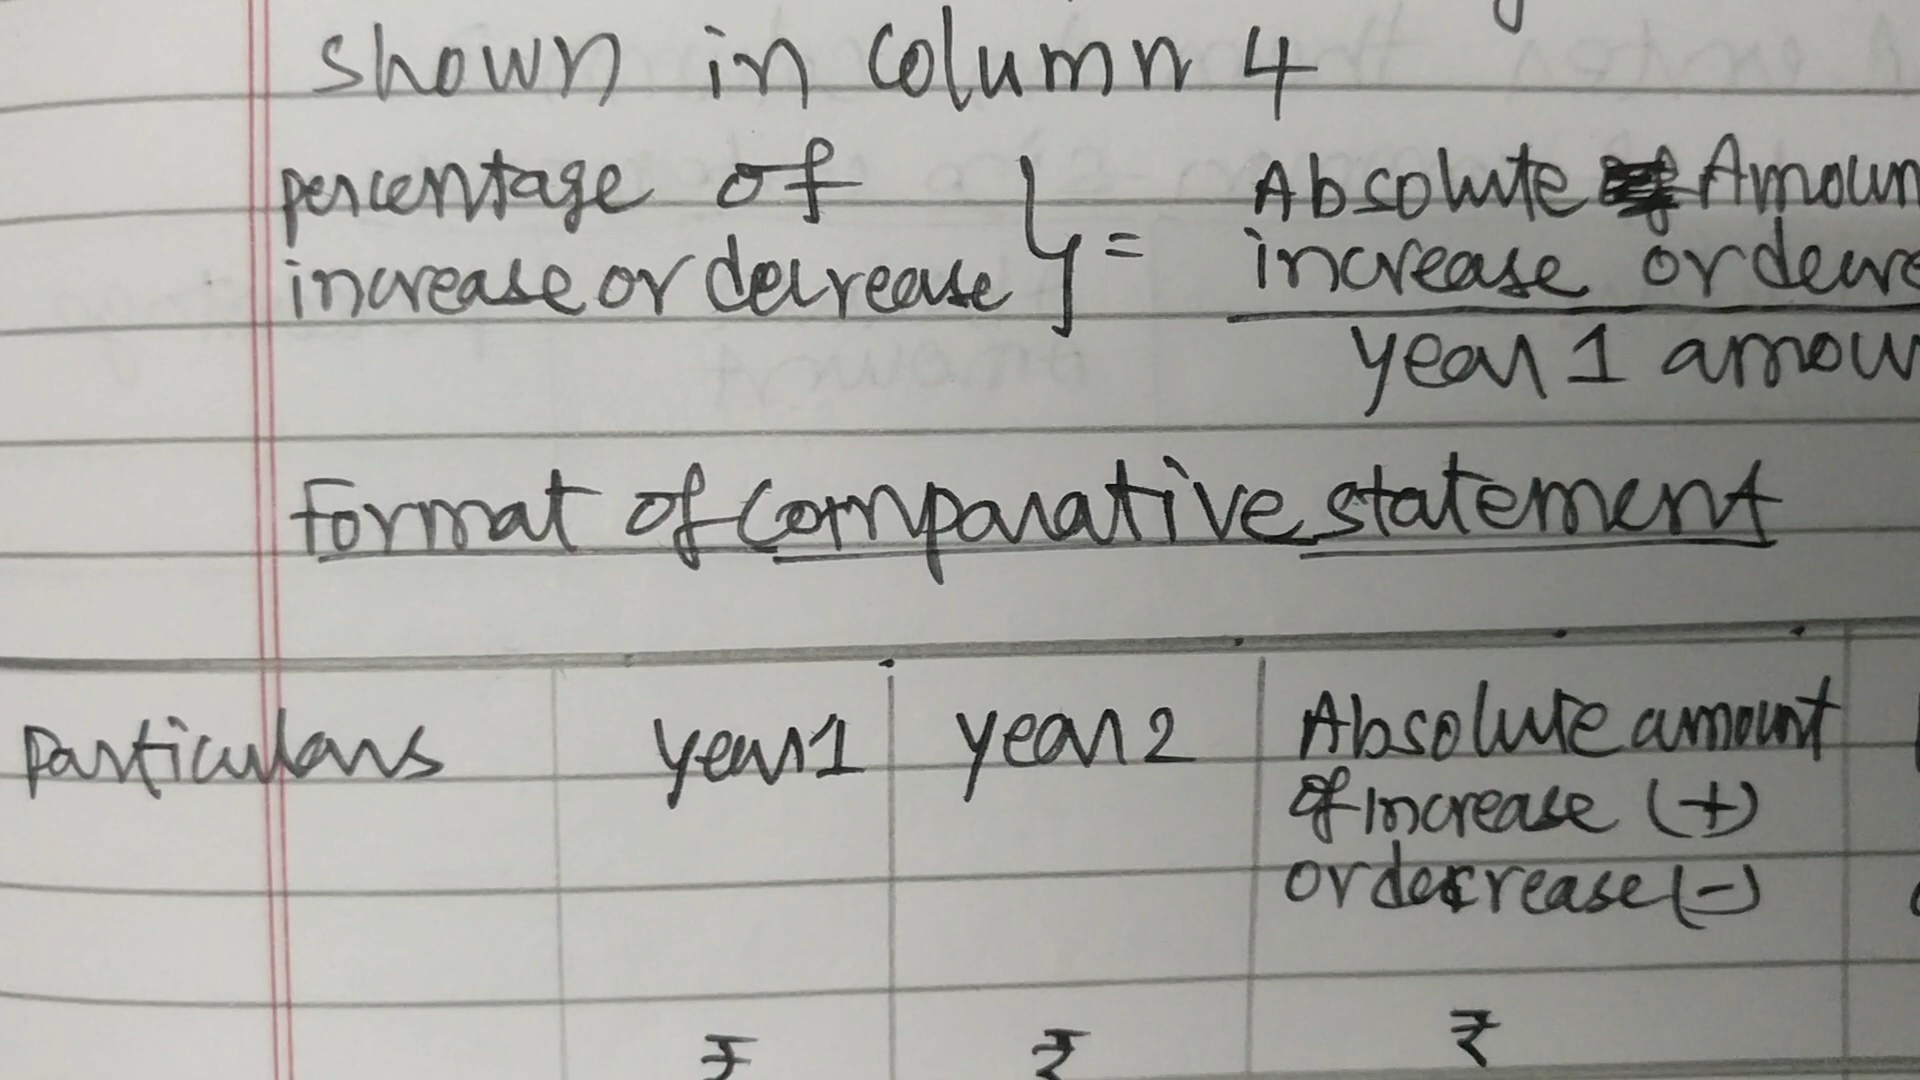 shown in column 4
percentage of
increase or decrease } =
Absolute Amoun
increase or decre
year 1 amou
Format of Comparative statement
particulars year 1 year 2 Absolute amount
of increase (+)
or decrease (-)
₹ ₹ ₹